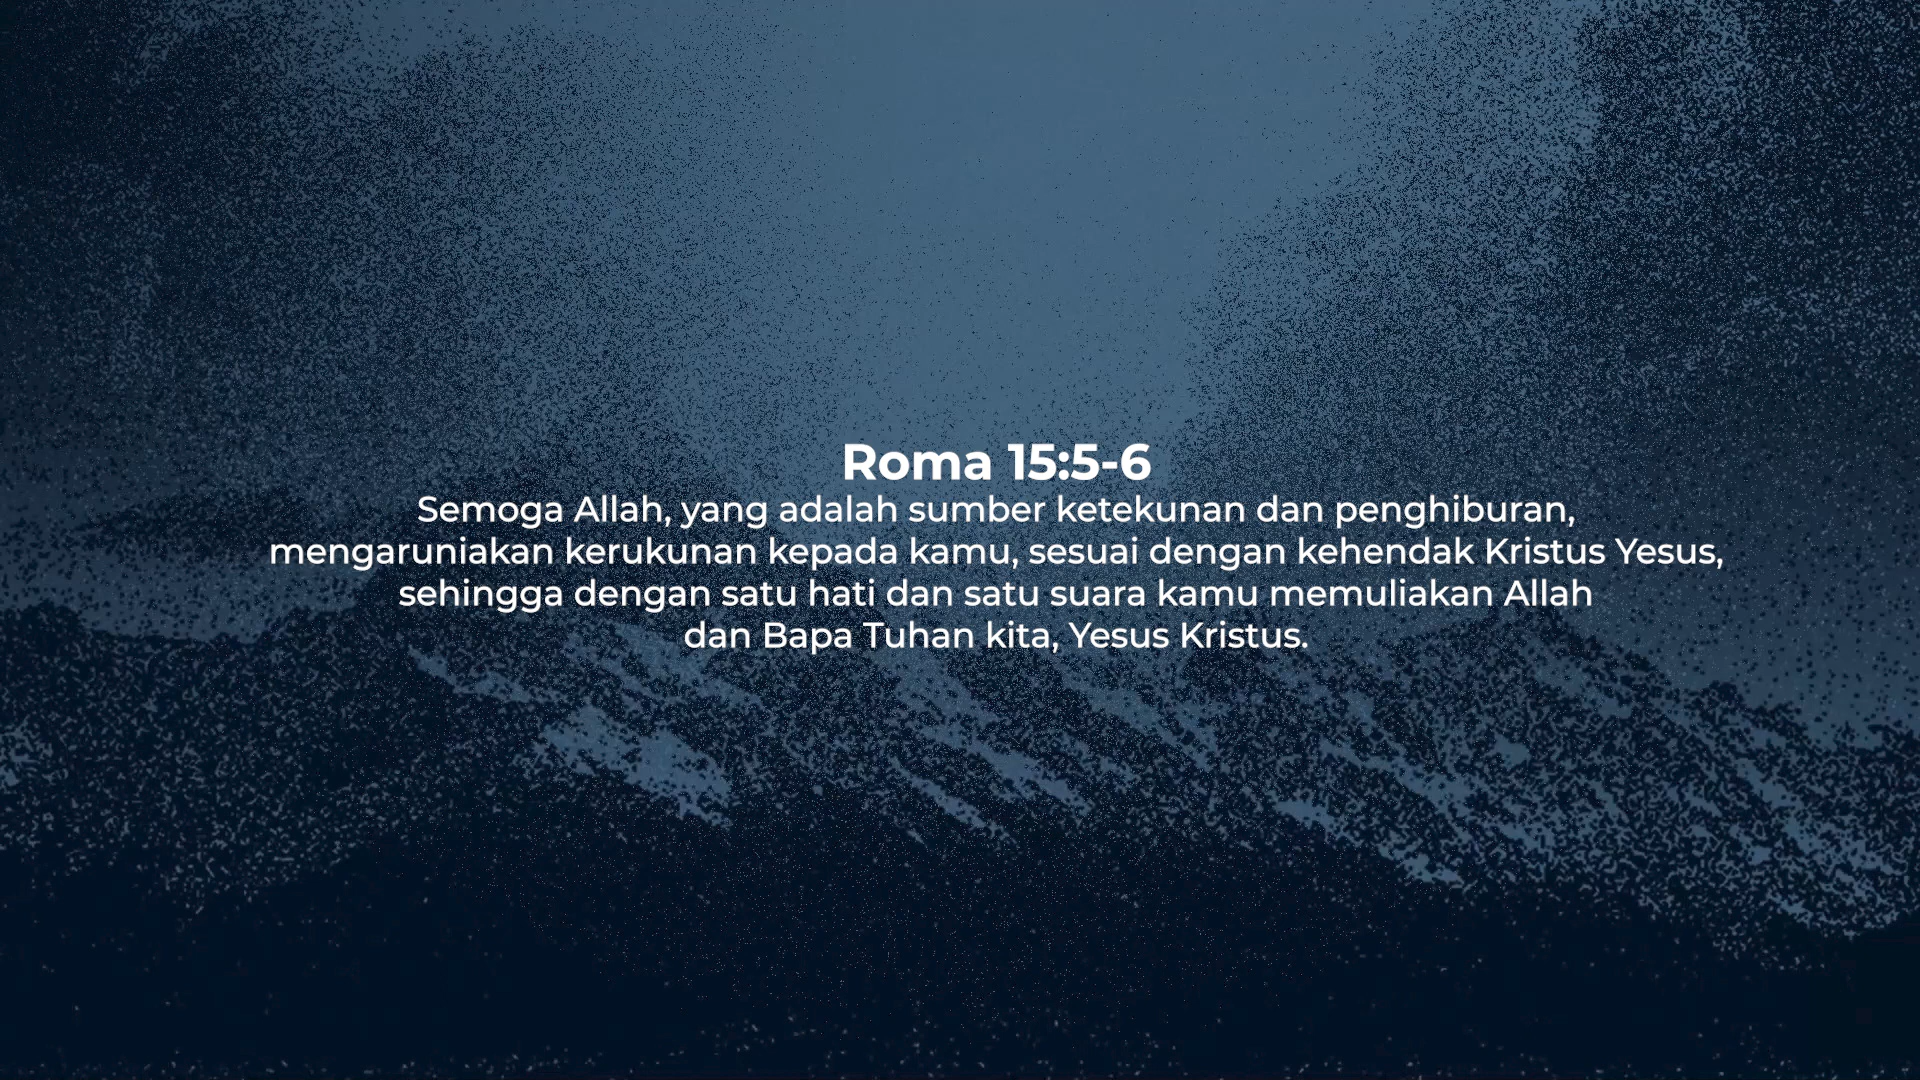 Roma 15:5-6
Semoga Allah, yang adalah sumber ketekunan dan penghiburan,
mengaruniakan kerukunan kepada kamu, sesuai dengan kehendak Kristus Yesus,
sehingga dengan satu hati dan satu suara kamu memuliakan Allah
dan Bapa Tuhan kita, Yesus Kristus.